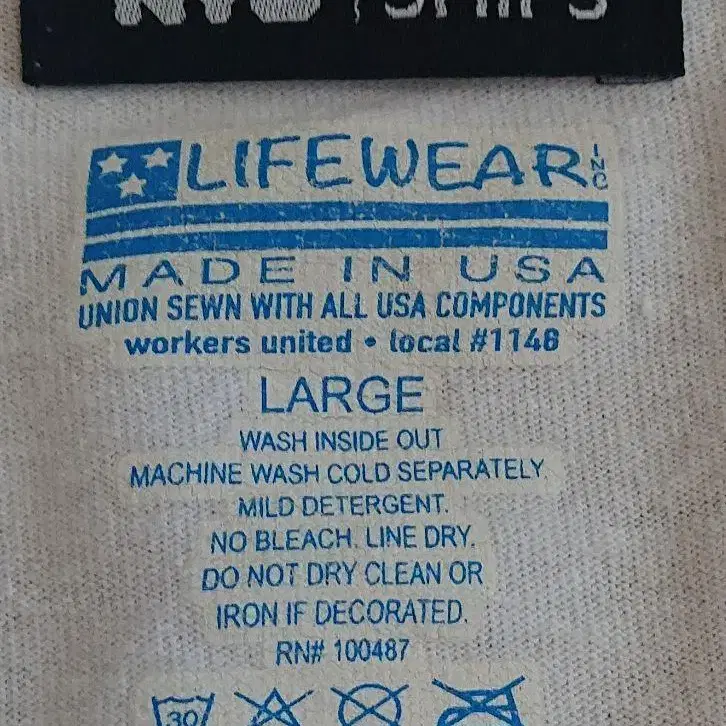 LIFEWEAR INC
MADE IN USA
UNION SEWN WITH ALL USA COMPONENTS
workers united • local #1148
LARGE
WASH INSIDE OUT
MACHINE WASH COLD SEPARATELY
MILD DETERGENT.
NO BLEACH. LINE DRY.
DO NOT DRY CLEAN OR
IRON IF DECORATED.
RN# 100487
30